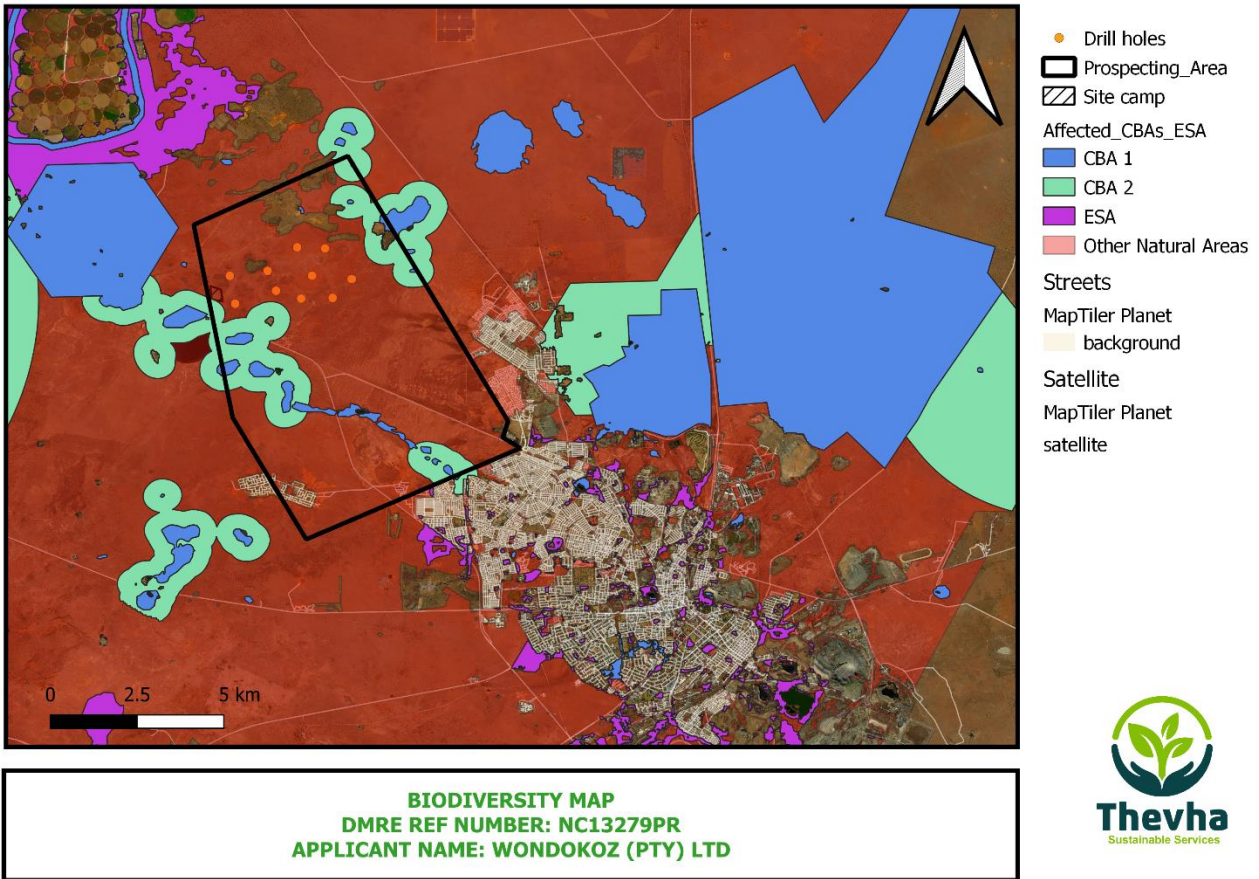 Drill holes
Prospecting_Area
Site camp
Affected_CBAs_ESA
CBA 1
CBA 2
ESA
Other Natural Areas
Streets
MapTiler Planet
background
Satellite
MapTiler Planet
satellite
0 2.5 5 km
BIODIVERSITY MAP
DMRE REF NUMBER: NC13279PR
APPLICANT NAME: WONDOKOZ (PTY) LTD
Thevha
Sustainable Services